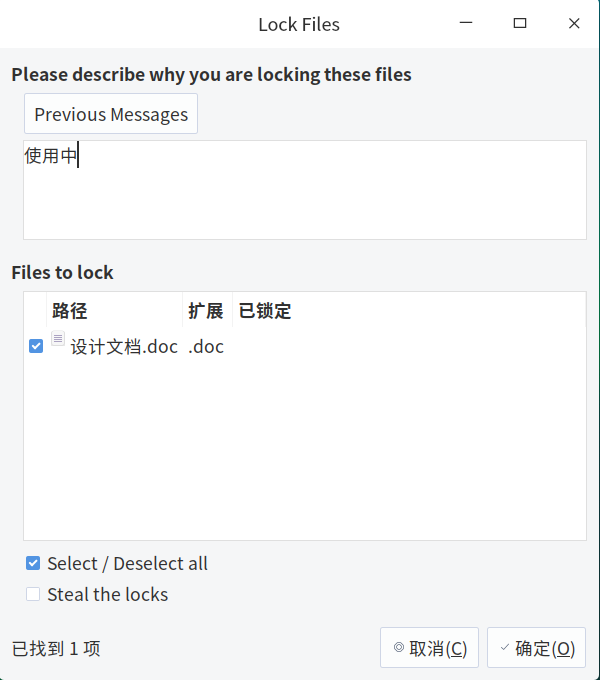 Lock Files
Please describe why you are locking these files
Previous Messages
使用中
Files to lock
路径 扩展 已锁定
设计文档.doc .doc
Select / Deselect all
Steal the locks
已找到 1 项
取消(C) 确定(O)